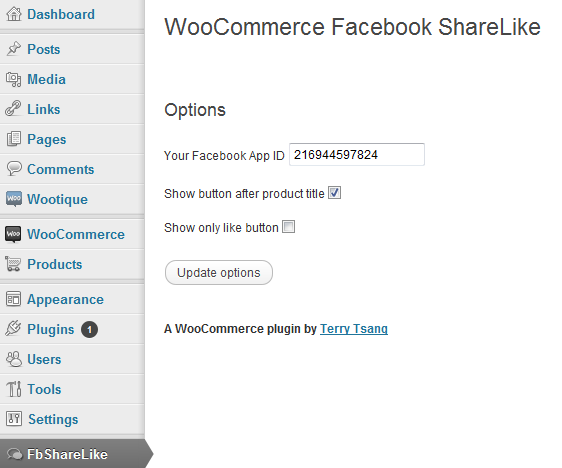 Dashboard
Posts
Media
Links
Pages
Comments
Woo Wootique
Woo WooCommerce
Products
Appearance
Plugins 1
Users
Tools
Settings
FbShareLike
WooCommerce Facebook ShareLike
Options
Your Facebook App ID 216944597824
Show button after product title
Show only like button
Update options
A WooCommerce plugin by Terry Tsang